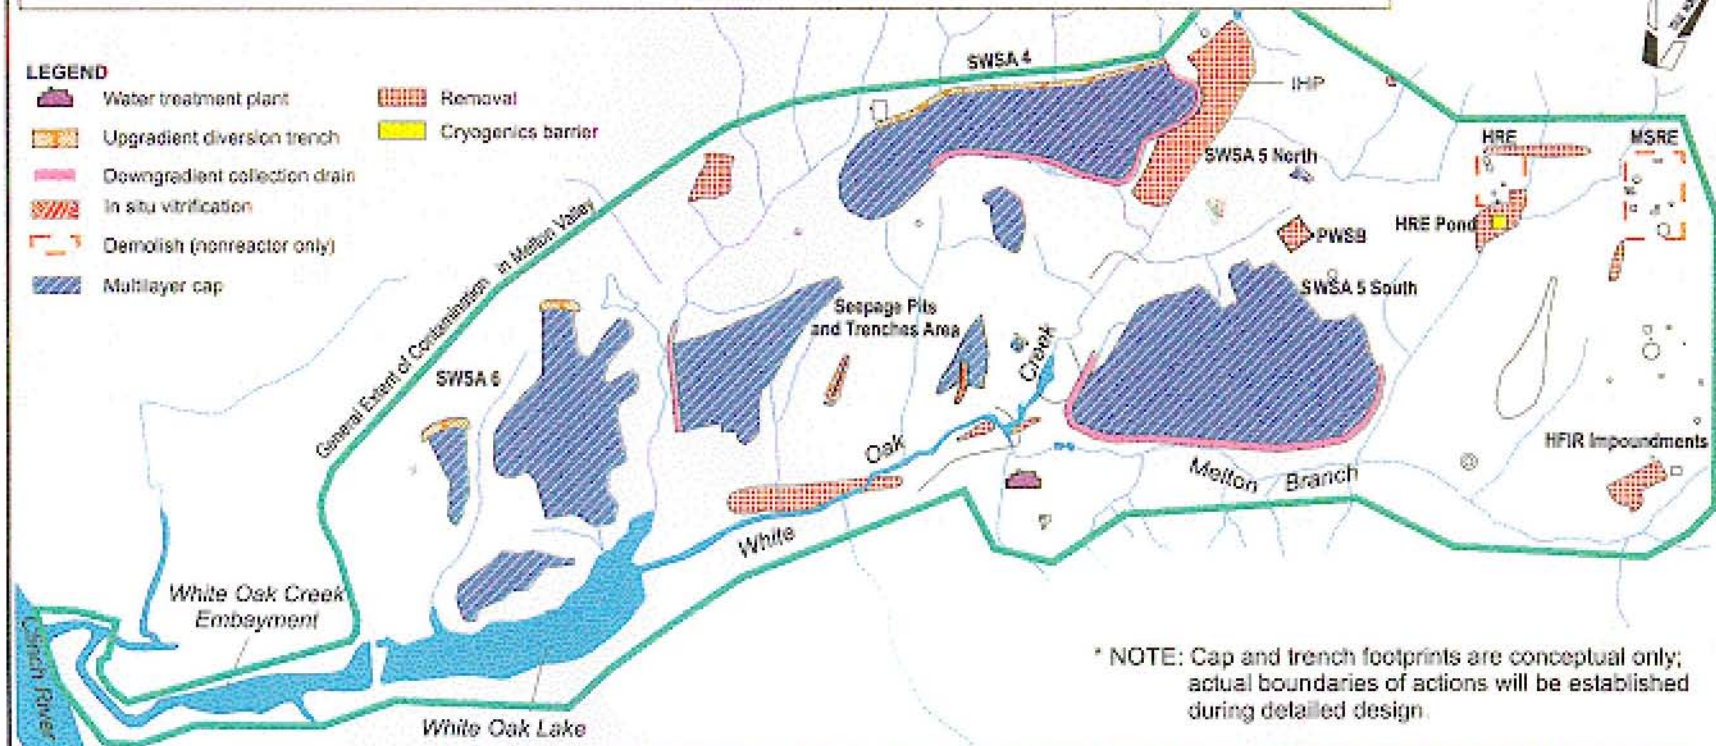 LEGEND
Water treatment plant
Upgradient diversion trench
Downgradient collection drain
In situ vitrification
Demolish (nonreactor only)
Multilayer cap
Removal
Cryogenics barrier
SWSA 4
IHP
SWSA 5 North
HRE
MSRE
PWSB
HRE Pond
General Extent of Contamination in Melton Valley
Seepage Pits
and Trenches Area
SWSA 5 South
SWSA 6
White
Oak
Creek
Melton Branch
HFIR Impoundments
White Oak Creek
Embayment
Clinch River
White Oak Lake
* NOTE: Cap and trench footprints are conceptual only;
actual boundaries of actions will be established
during detailed design.